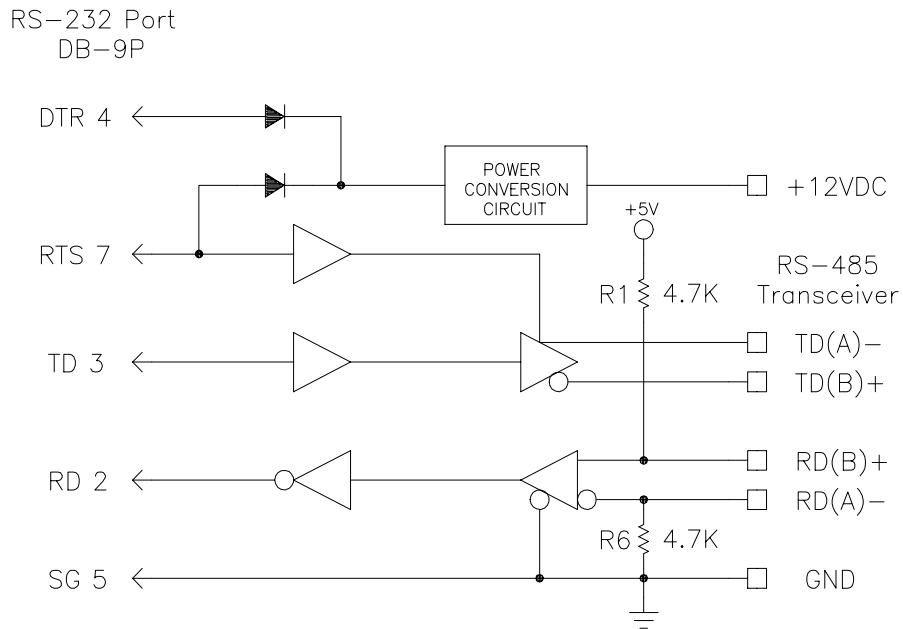 RS-232 Port
DB-9P
DTR 4
POWER
CONVERSION
CIRCUIT
+12VDC
+5V
RTS 7
RS-485
Transceiver
R1 4.7K
TD 3
TD(A)-
TD(B)+
RD 2
RD(B)+
RD(A)-
R6 4.7K
SG 5
GND